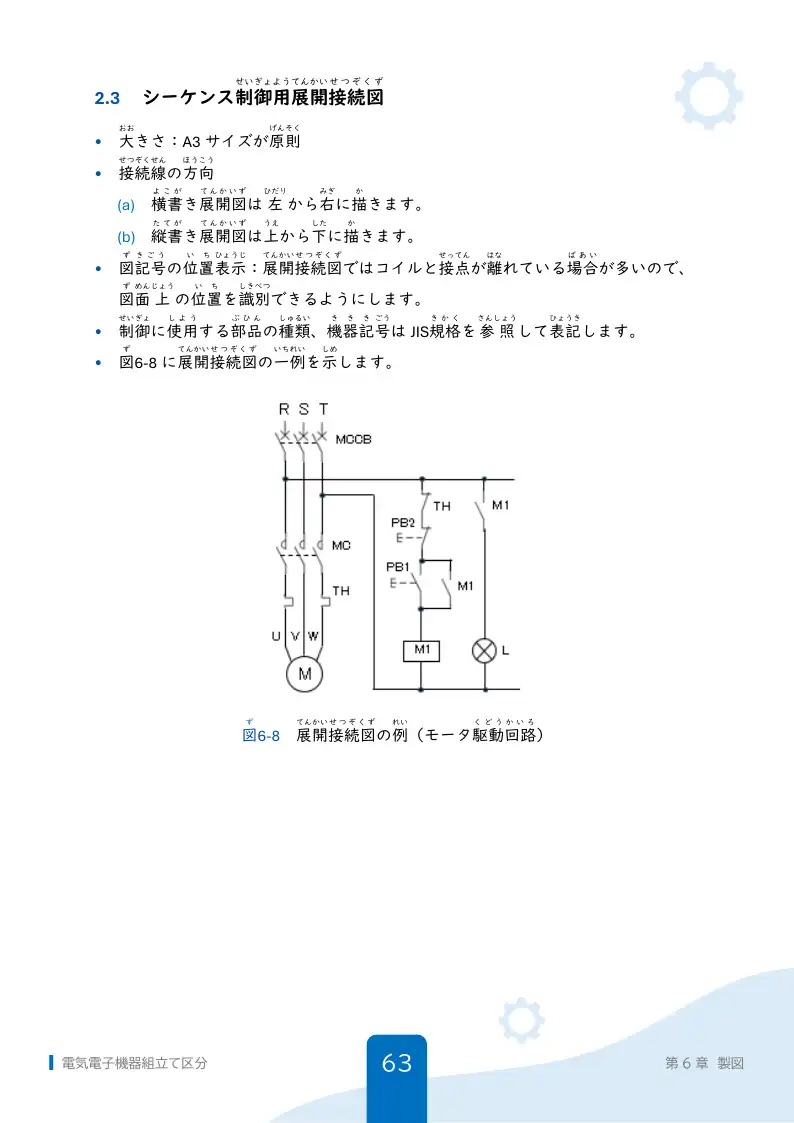 2.3 シーケンス制御用展開接続図
• 大きさ：A3 サイズが原則
• 接続線の方向
(a) 横書き展開図は左から右に描きます。
(b) 縦書き展開図は上から下に描きます。
• 図記号の位置表示：展開接続図ではコイルと接点が離れている場合が多いので、
図面上の位置を識別できるようにします。
• 制御に使用する部品の種類、機器記号は JIS規格を参照して表記します。
• 図6-8 に展開接続図の一例を示します。
R S T
MCCB
TH
M1
PB2
E
MC
PB1
E
M1
TH
U V W
M1
L
M
図6-8 展開接続図の例（モータ駆動回路）
電気電子機器組立て区分
63
第 6 章 製図